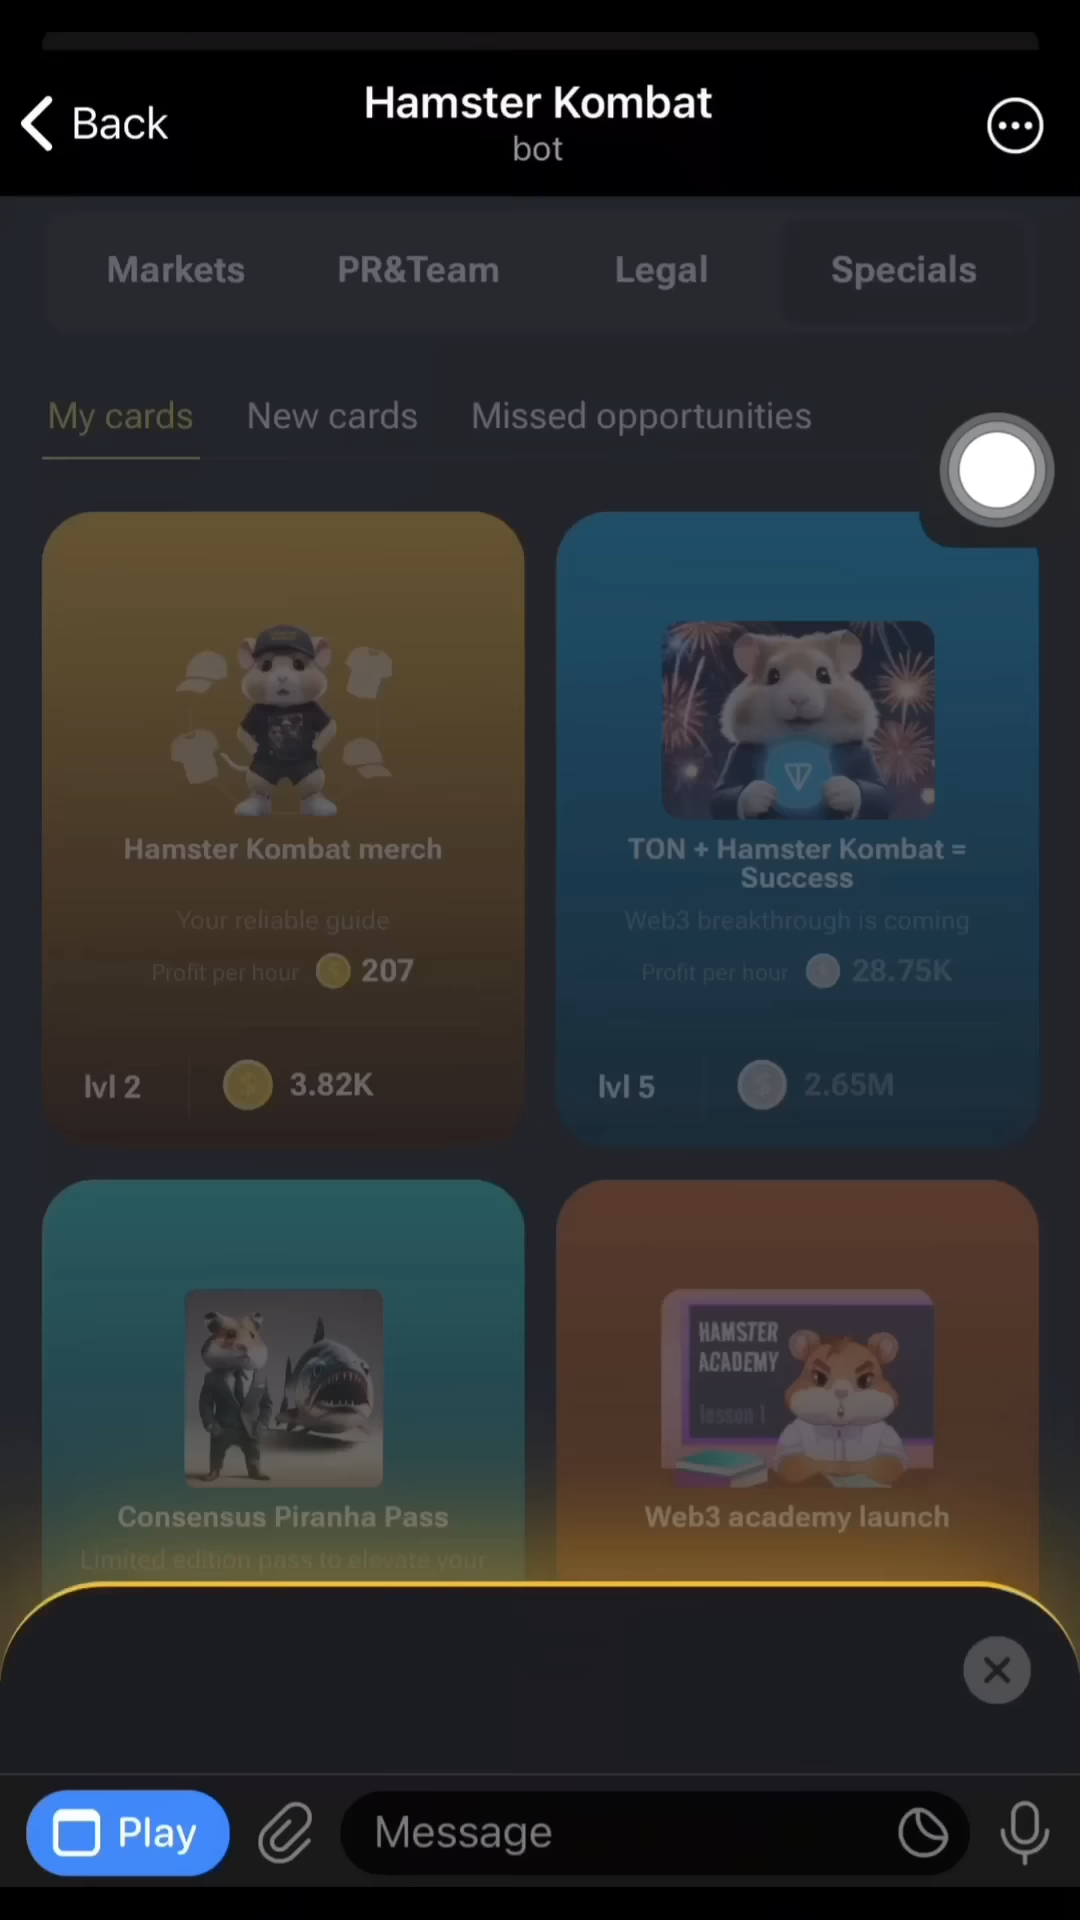 Back
Hamster Kombat
bot
Markets
PR&Team
Legal
Specials
My cards
New cards
Missed opportunities
Hamster Kombat merch
Your reliable guide
Profit per hour 207
lvl 2
3.82K
TON + Hamster Kombat =
Success
Web3 breakthrough is coming
Profit per hour 28.75K
lvl 5
2.65M
Consensus Piranha Pass
Limited edition pass to elevate your
HAMSTER
ACADEMY
lesson 1
Web3 academy launch
Play
Message